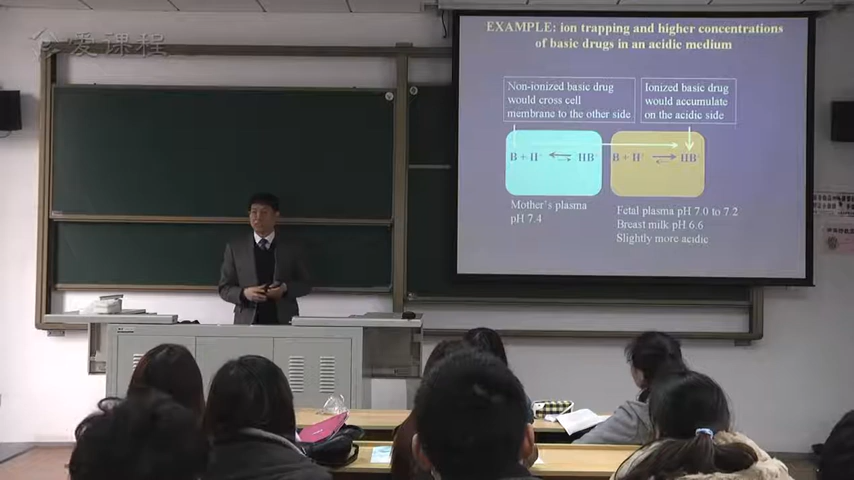 爱课程
EXAMPLE: ion trapping and higher concentrations
of basic drugs in an acidic medium
Non-ionized basic drug
would cross cell
membrane to the other side
Ionized basic drug
would accumulate
on the acidic side
B + H⁺ HB⁺
B + H⁺ HB⁺
Mother's plasma
pH 7.4
Fetal plasma pH 7.0 to 7.2
Breast milk pH 6.6
Slightly more acidic